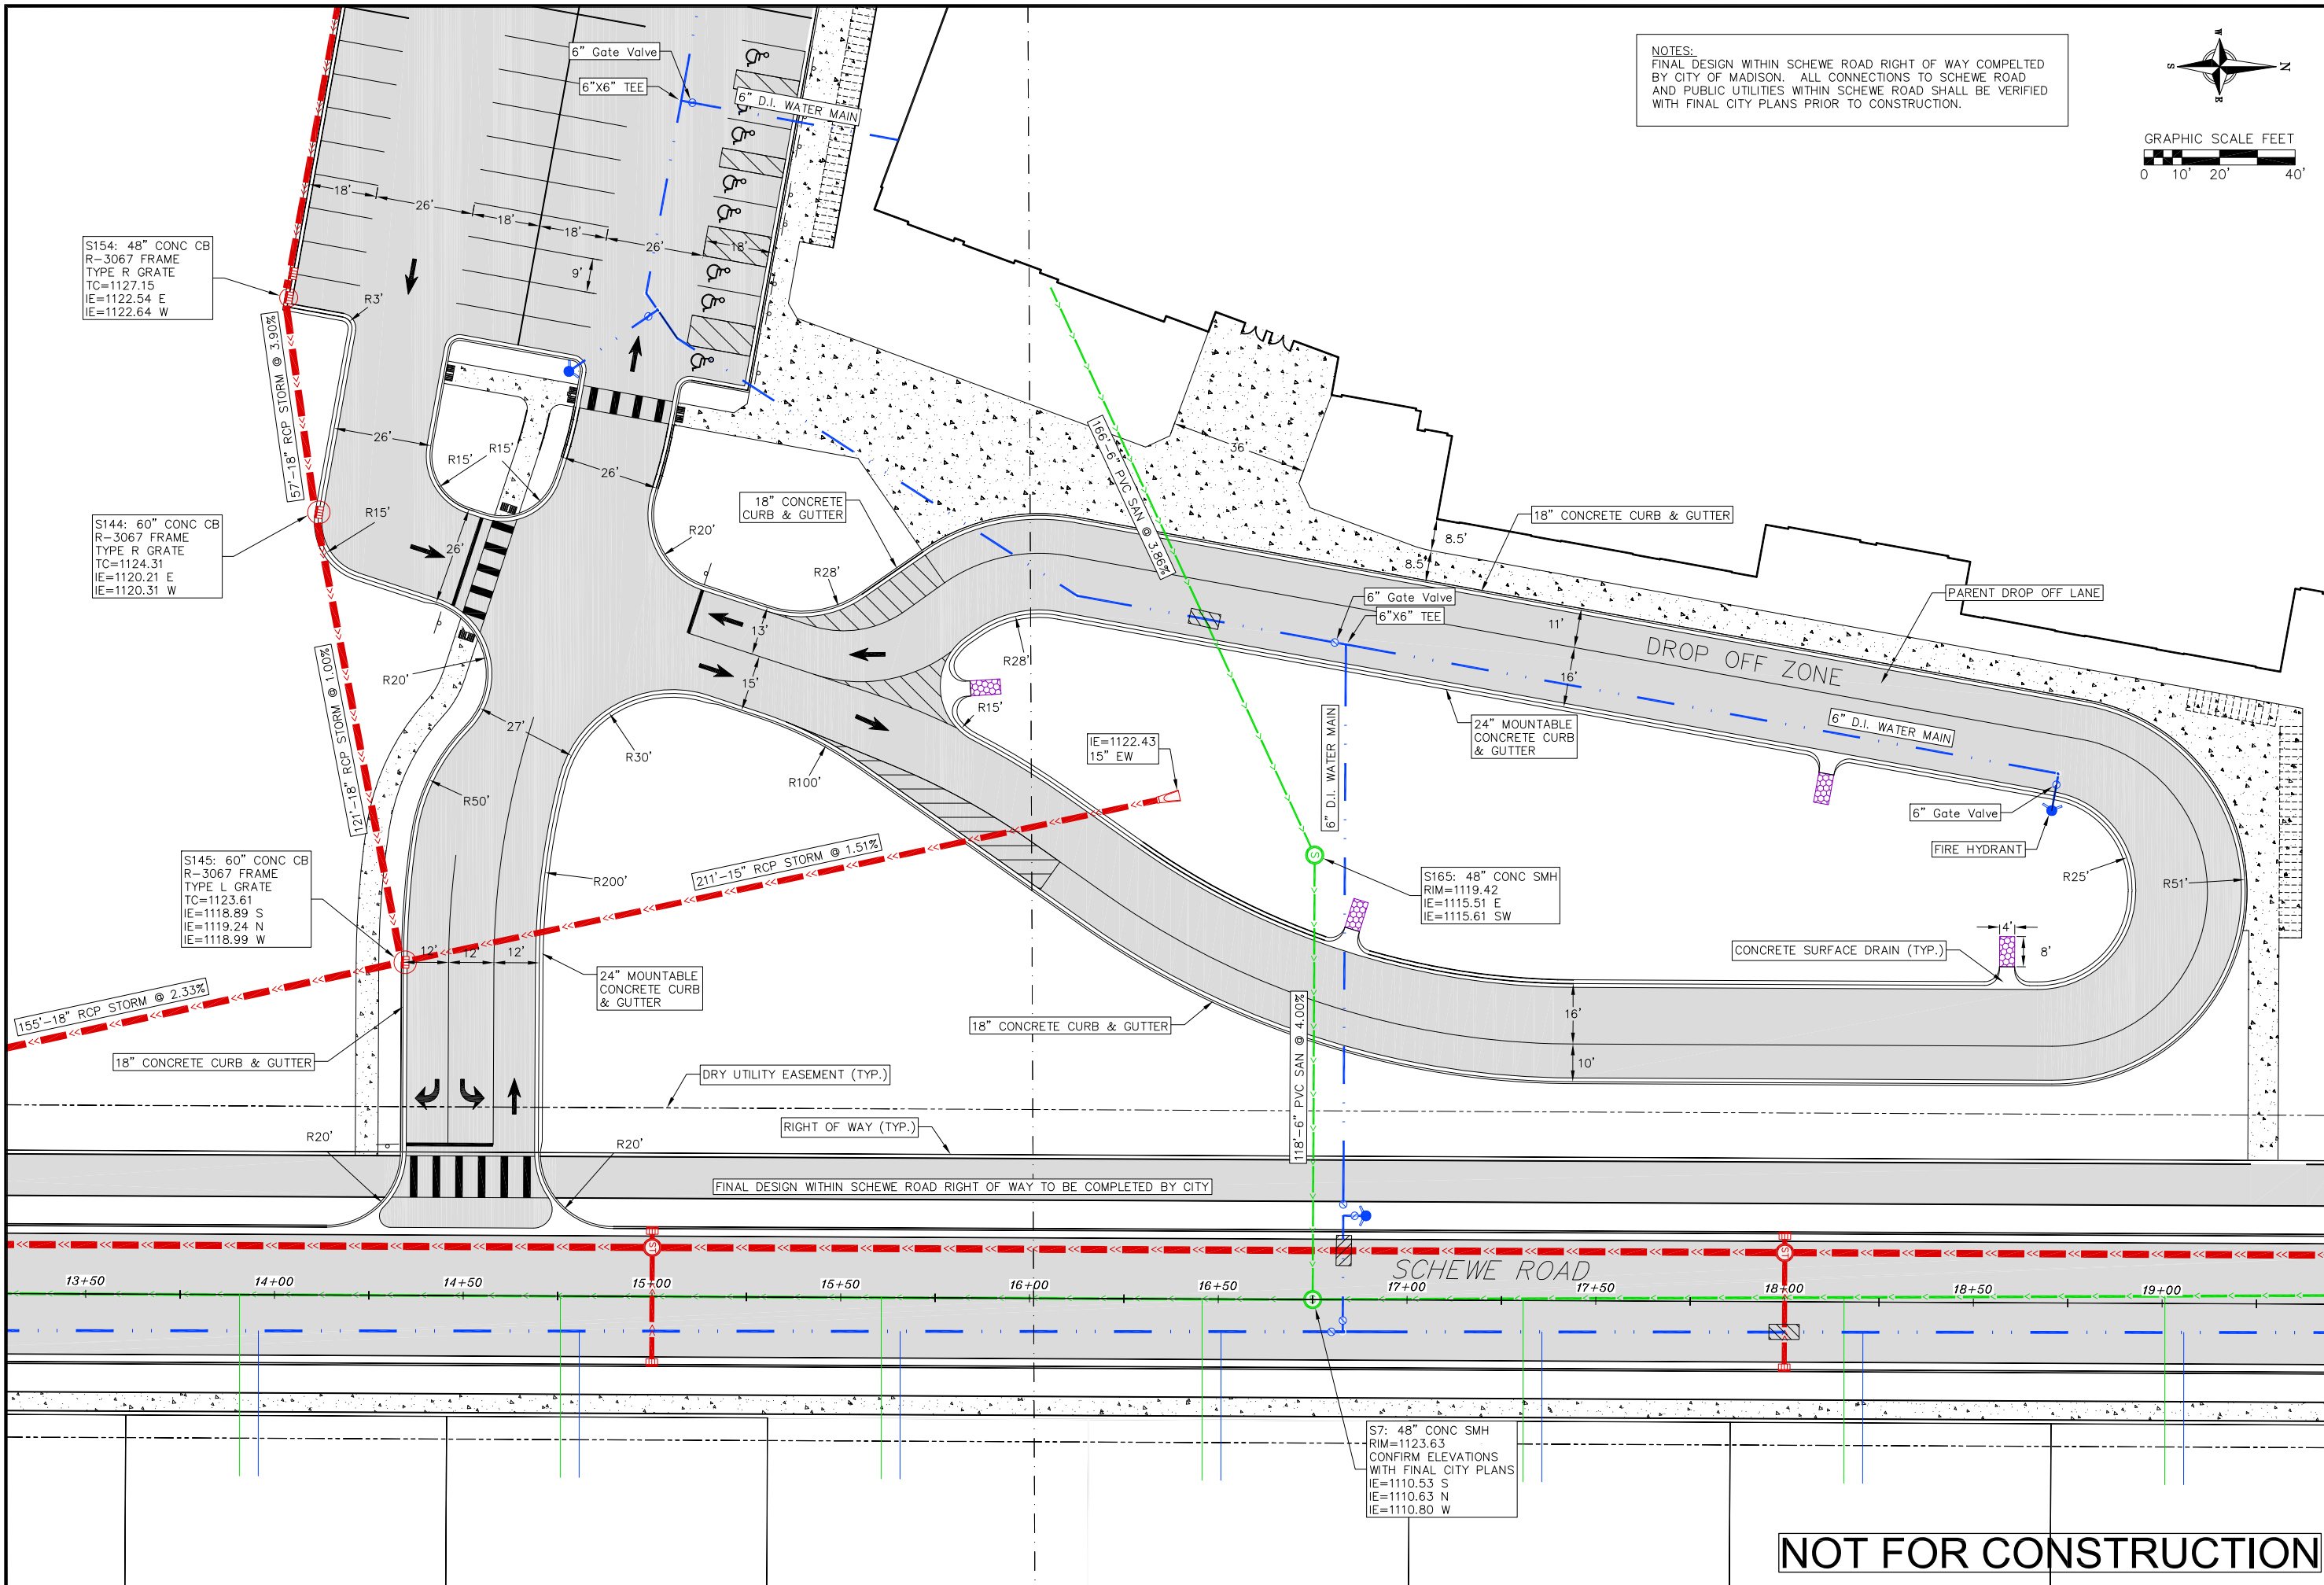 NOTES:
FINAL DESIGN WITHIN SCHEWE ROAD RIGHT OF WAY COMPELTED
BY CITY OF MADISON. ALL CONNECTIONS TO SCHEWE ROAD
AND PUBLIC UTILITIES WITHIN SCHEWE ROAD SHALL BE VERIFIED
WITH FINAL CITY PLANS PRIOR TO CONSTRUCTION.
W
S
N
E
GRAPHIC SCALE FEET
0 10' 20' 40'
6" Gate Valve
6"X6" TEE
6" D.I. WATER MAIN
18'
26'
18'
18'
26'
18'
9'
S154: 48" CONC CB
R-3067 FRAME
TYPE R GRATE
TC=1127.15
IE=1122.54 E
IE=1122.64 W
R3'
57'-18" RCP STORM @ 3.90%
26'
R15'
R15'
26'
36'
166'-6" PVC SAN @ 3.86%
18" CONCRETE
CURB & GUTTER
18" CONCRETE CURB & GUTTER
8.5'
8.5'
S144: 60" CONC CB
R-3067 FRAME
TYPE R GRATE
TC=1124.31
IE=1120.21 E
IE=1120.31 W
R15'
26'
R20'
R28'
6" Gate Valve
6"X6" TEE
PARENT DROP OFF LANE
13'
11'
DROP OFF ZONE
R28'
16'
R20'
15'
R15'
121'-18" RCP STORM @ 1.00%
27'
R30'
R100'
IE=1122.43
15" EW
6" D.I. WATER MAIN
24" MOUNTABLE
CONCRETE CURB
& GUTTER
6" D.I. WATER MAIN
R50'
6" Gate Valve
FIRE HYDRANT
S145: 60" CONC CB
R-3067 FRAME
TYPE L GRATE
TC=1123.61
IE=1118.89 S
IE=1119.24 N
IE=1118.99 W
R200'
211'-15" RCP STORM @ 1.51%
S
S165: 48" CONC SMH
RIM=1119.42
IE=1115.51 E
IE=1115.61 SW
R25'
R51'
12'
12'
12'
4'
8'
CONCRETE SURFACE DRAIN (TYP.)
24" MOUNTABLE
CONCRETE CURB
& GUTTER
155'-18" RCP STORM @ 2.33%
18" CONCRETE CURB & GUTTER
18" CONCRETE CURB & GUTTER
16'
10'
118'-6" PVC SAN @ 4.00%
DRY UTILITY EASEMENT (TYP.)
RIGHT OF WAY (TYP.)
R20'
R20'
FINAL DESIGN WITHIN SCHEWE ROAD RIGHT OF WAY TO BE COMPLETED BY CITY
ST
ST
SCHEWE ROAD
13+50
14+00
14+50
15+00
15+50
16+00
16+50
17+00
17+50
18+00
18+50
19+00
S7: 48" CONC SMH
RIM=1123.63
CONFIRM ELEVATIONS
WITH FINAL CITY PLANS
IE=1110.53 S
IE=1110.63 N
IE=1110.80 W
NOT FOR CONSTRUCTION